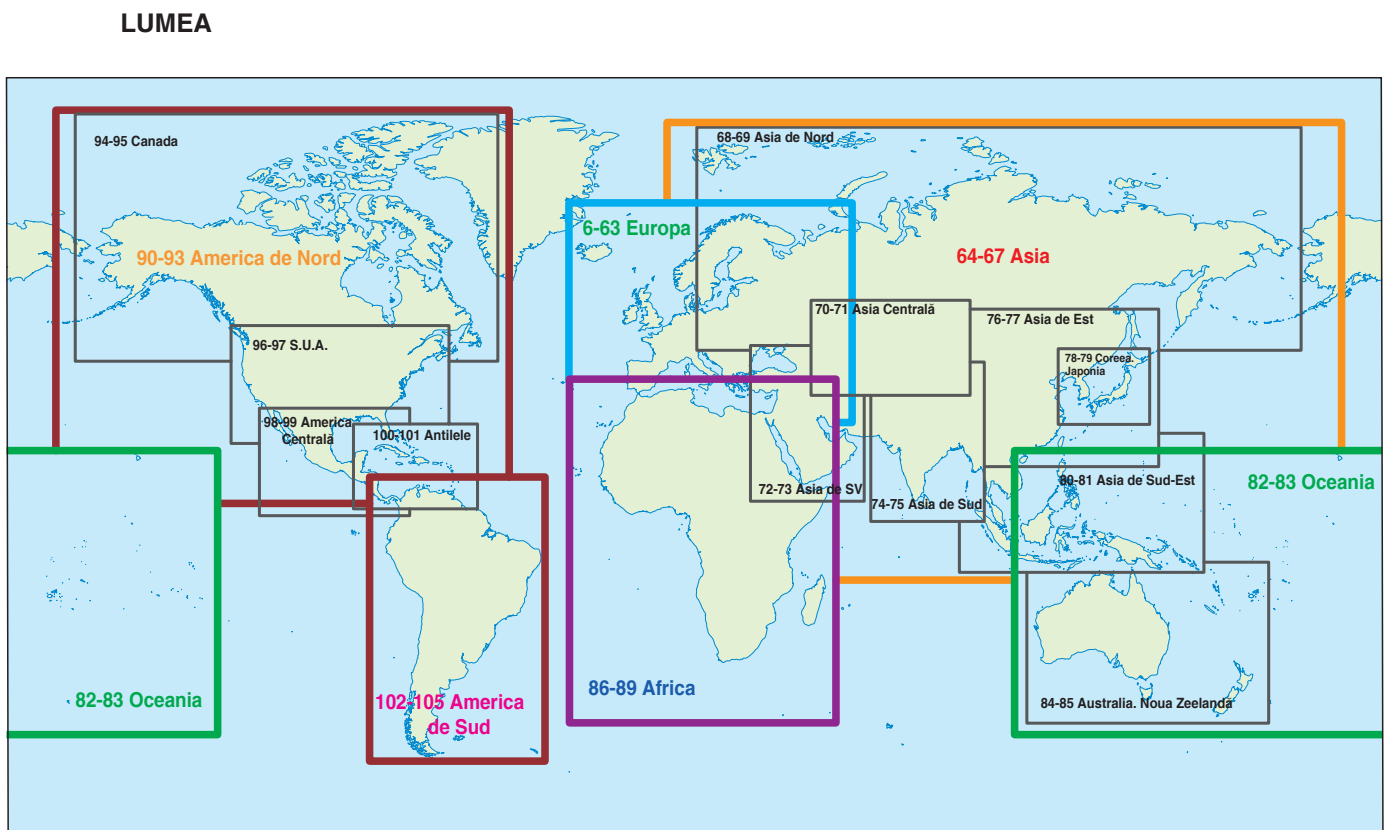 LUMEA
94-95 Canada
68-69 Asia de Nord
6-63 Europa
90-93 America de Nord
64-67 Asia
70-71 Asia Centrală
76-77 Asia de Est
96-97 S.U.A.
78-79 Coreea.
Japonia
98-99 America
Centrală
100-101 Antilele
72-73 Asia de SV
74-75 Asia de Sud
80-81 Asia de Sud-Est
82-83 Oceania
82-83 Oceania
102-105 America
de Sud
86-89 Africa
84-85 Australia. Noua Zeelandă